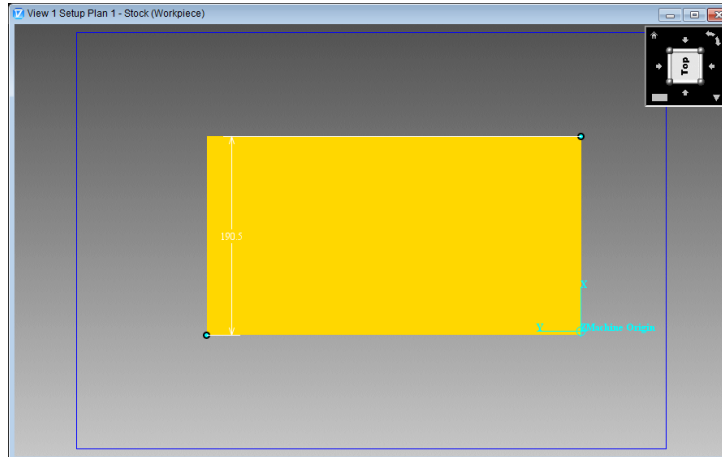 View 1 Setup Plan 1 - Stock (Workpiece)
Top
190.5
X
Y
Machine Origin